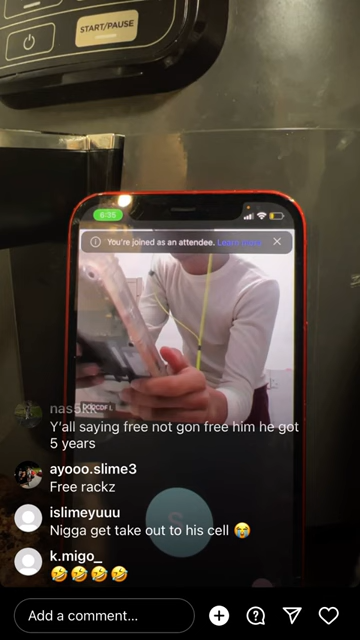 START/PAUSE
6:35
You're joined as an attendee. Learn more
Y'all saying free not gon free him he got
5 years
ayooo.slime3
Free rackz
islimeyuuu
Nigga get take out to his cell 😭
k.migo_
🤣🤣🤣🤣
Add a comment...